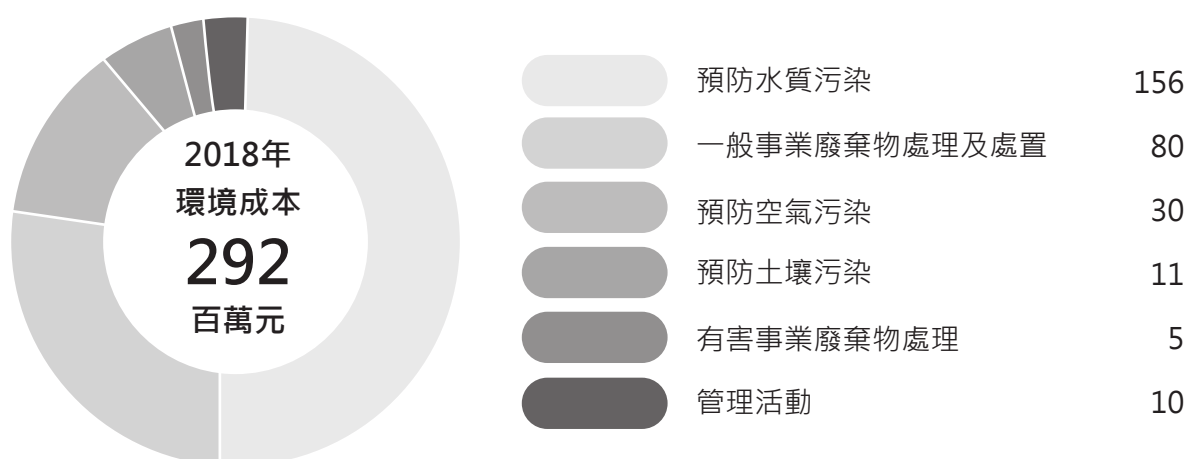 2018年
環境成本
292
百萬元
預防水質污染 156
一般事業廢棄物處理及處置 80
預防空氣污染 30
預防土壤污染 11
有害事業廢棄物處理 5
管理活動 10